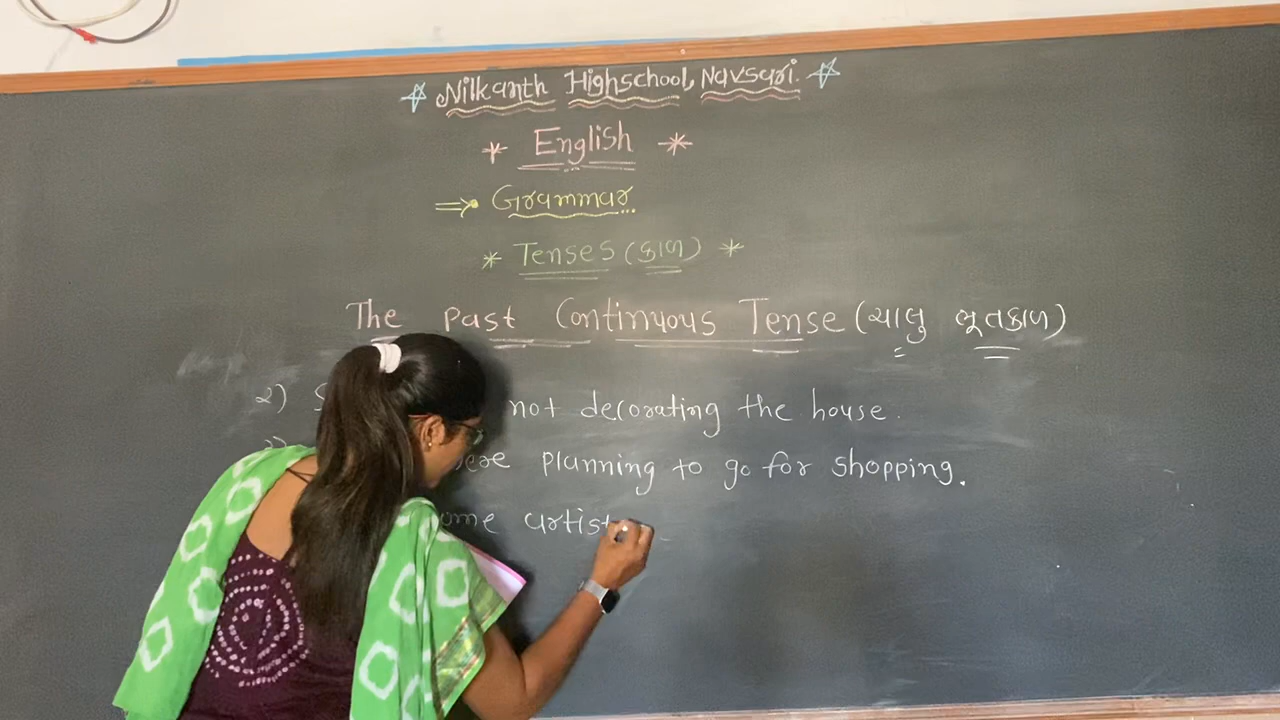 Nilkanth Highschool, Navsari.
* English *
⇒ Grammar
* Tenses (કાળ) *
The Past Continuous Tense (ચાલુ ભૂતકાળ)
2) not decorating the house.
planning to go for shopping.
artist